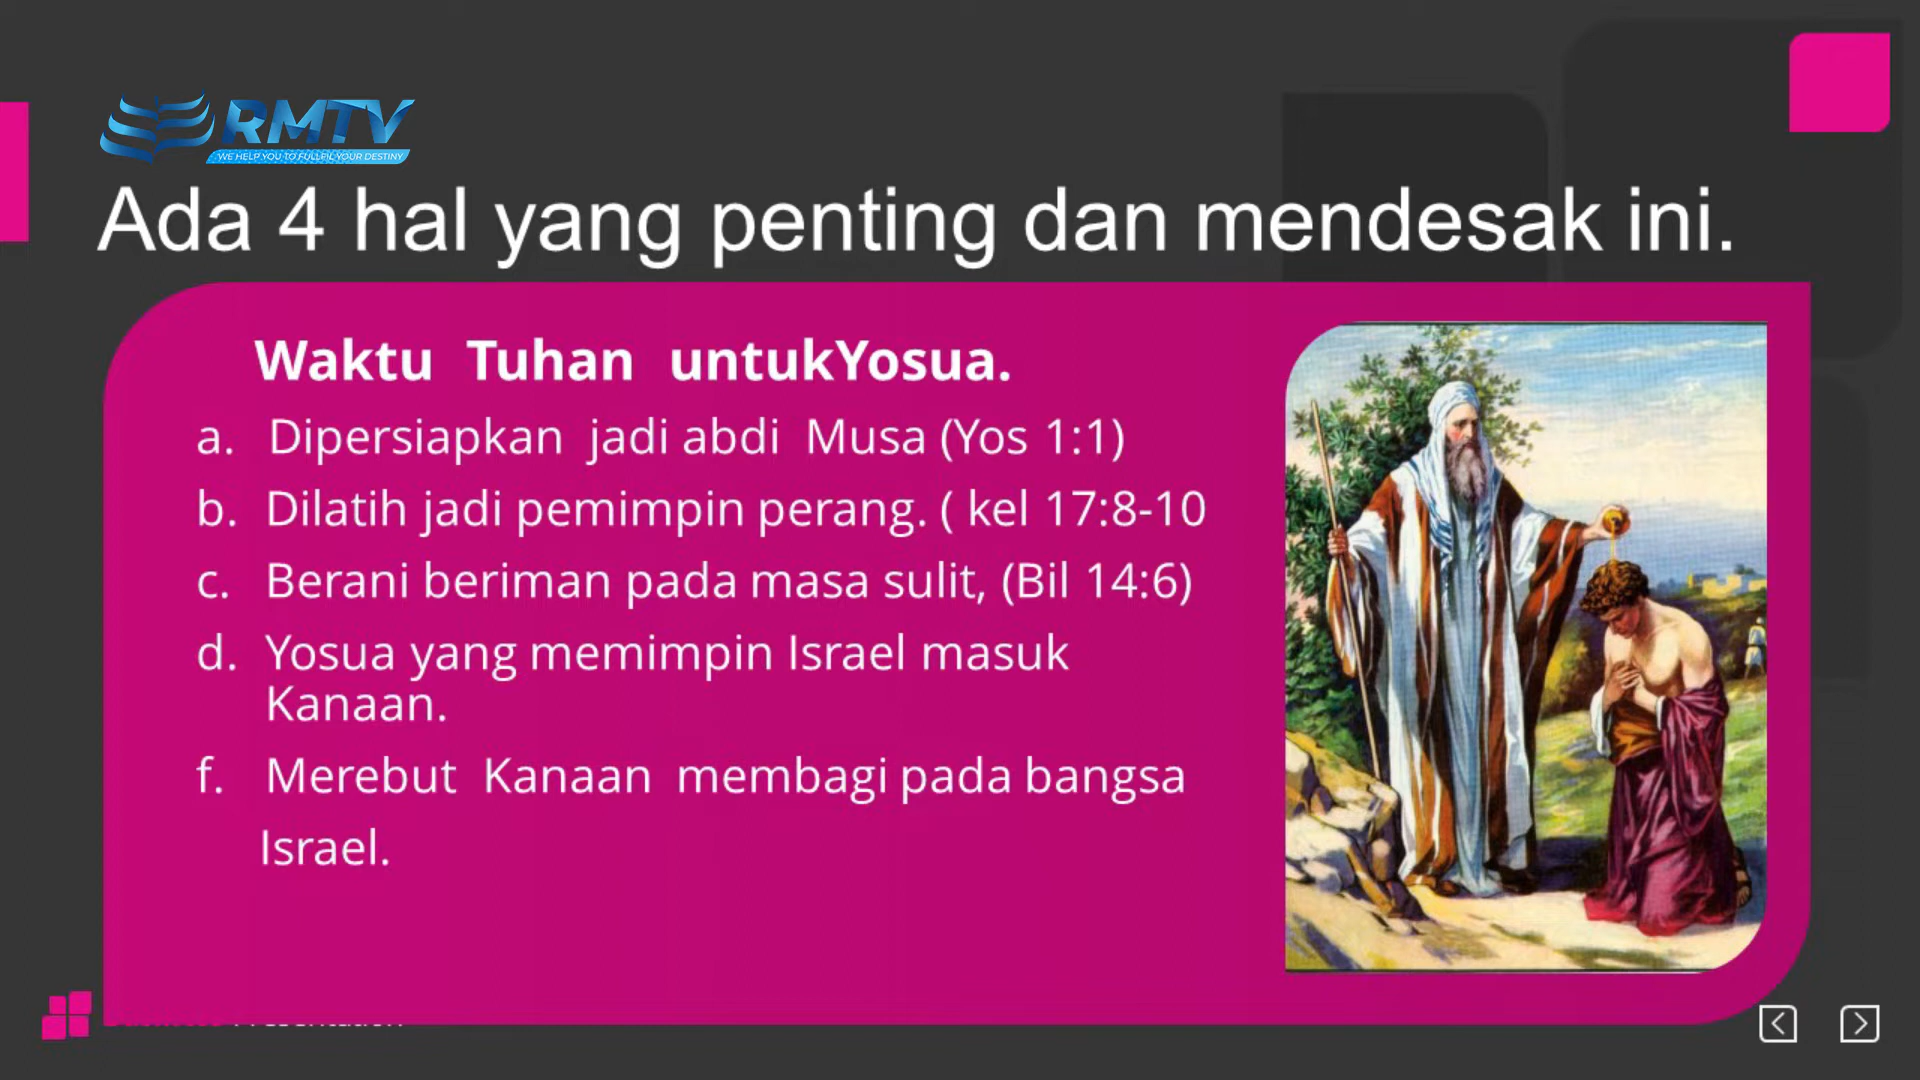 RMTV
WE HELP YOU TO FULLFIL YOUR DESTINY
Ada 4 hal yang penting dan mendesak ini.
Waktu Tuhan untukYosua.
a. Dipersiapkan jadi abdi Musa (Yos 1:1)
b. Dilatih jadi pemimpin perang. ( kel 17:8-10
c. Berani beriman pada masa sulit, (Bil 14:6)
d. Yosua yang memimpin Israel masuk
Kanaan.
f. Merebut Kanaan membagi pada bangsa
Israel.